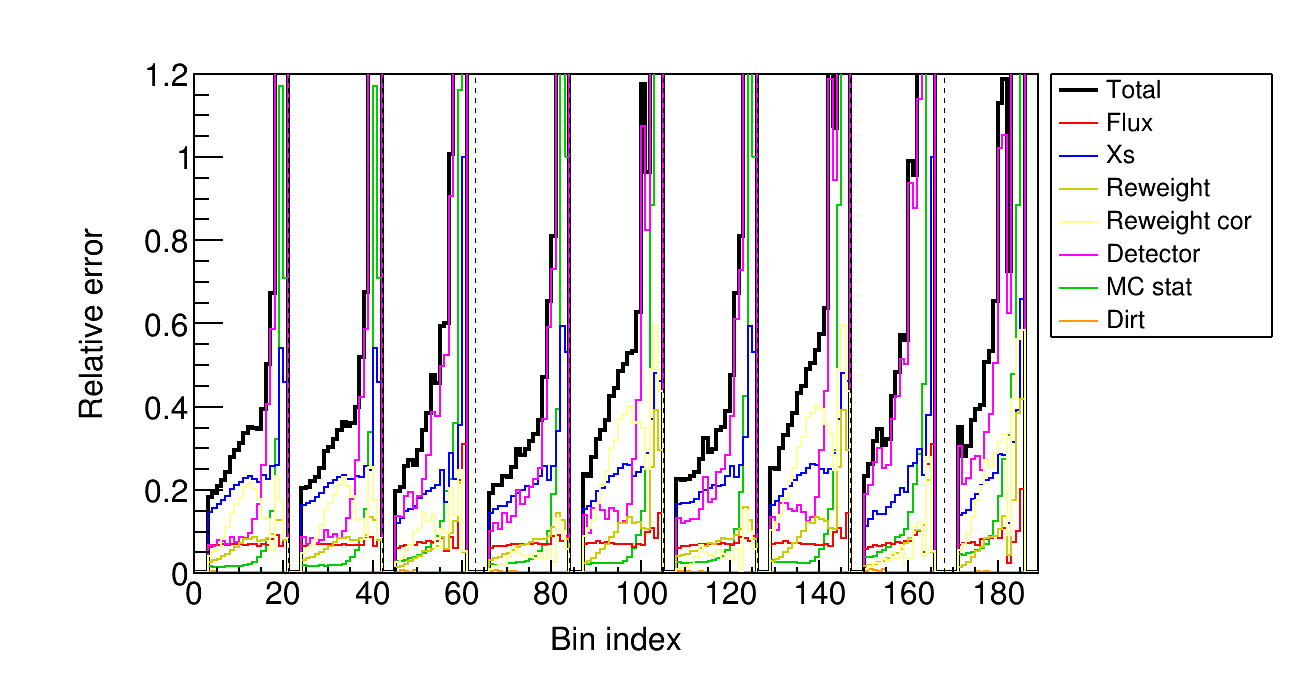 1.2
1
0.8
0.6
0.4
0.2
0
0 20 40 60 80 100 120 140 160 180
Relative error
Bin index
Total
Flux
Xs
Reweight
Reweight cor
Detector
MC stat
Dirt